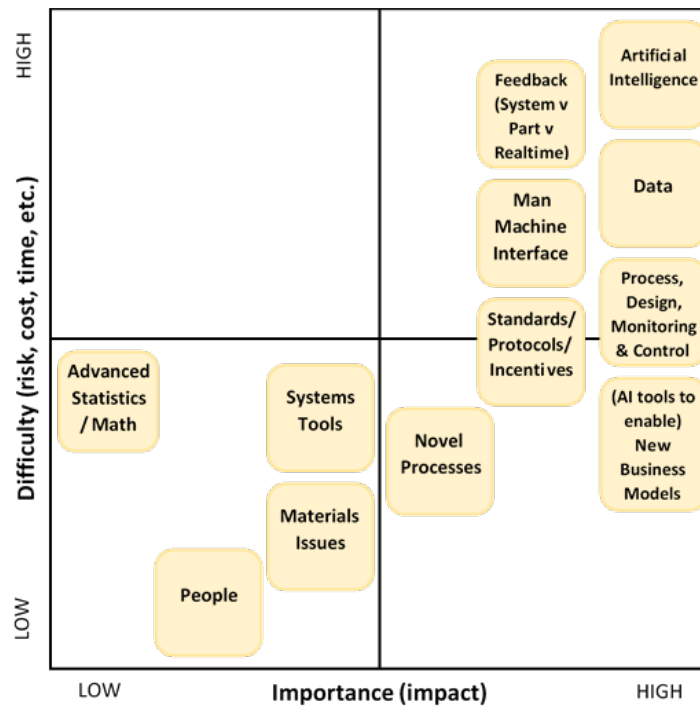 HIGH
Artificial
Intelligence
Feedback
(System v
Part v
Realtime)
Data
Man
Machine
Interface
Process,
Design,
Monitoring
& Control
Standards/
Protocols/
Incentives
Difficulty (risk, cost, time, etc.)
Advanced
Statistics
/ Math
Systems
Tools
(AI tools to
enable)
New
Business
Models
Novel
Processes
Materials
Issues
People
LOW
LOW
Importance (impact)
HIGH